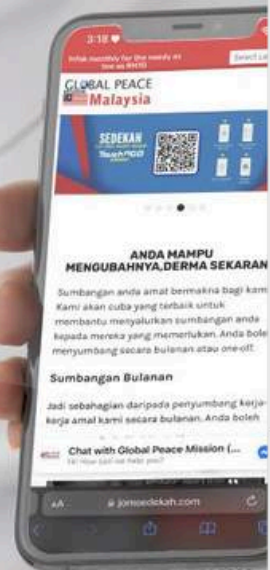 3:18
Infak monthly for the needy at
low as RM10
GLOBAL PEACE
Malaysia
SEDEKAH
Touch'nGO
ANDA MAMPU
MENGUBAHNYA,DERMA SEKARAN
Sumbangan anda amat bermakna bagi kam
Kami akan cuba yang terbaik untuk
membantu menyalurkan sumbangan anda
kepada mereka yang memerlukan. Anda bole
menyumbang secara bulanan atau one-off.
Sumbangan Bulanan
Jadi sebahagian daripada penyumbang kerja-
kerja amal kami secara bulanan. Anda boleh
Chat with Global Peace Mission (...
Hi! How can we help you?
AA
jomsedekah.com